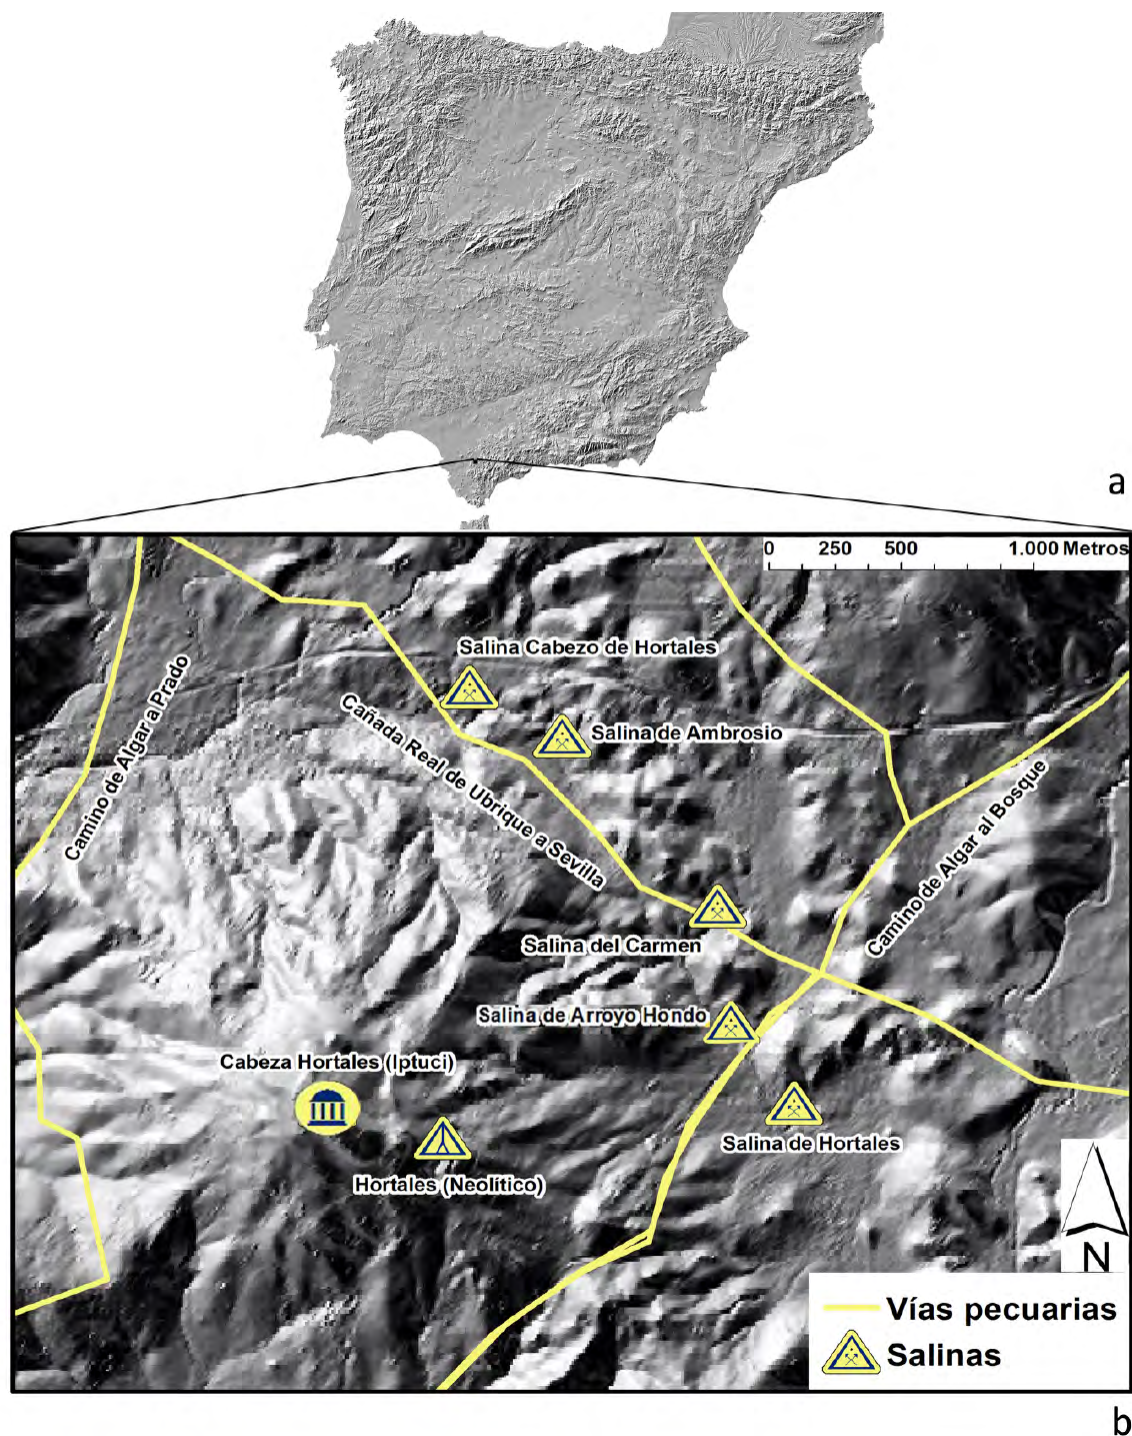 a
0 250 500 1.000 Metros
Salina Cabezo de Hortales
Salina de Ambrosio
Camino de Algar a Prado
Cañada Real de Ubrique a Sevilla
Camino de Algar al Bosque
Salina del Carmen
Salina de Arroyo Hondo
Cabeza Hortales (Iptuci)
Salina de Hortales
Hortales (Neolítico)
N
Vías pecuarias
Salinas
b